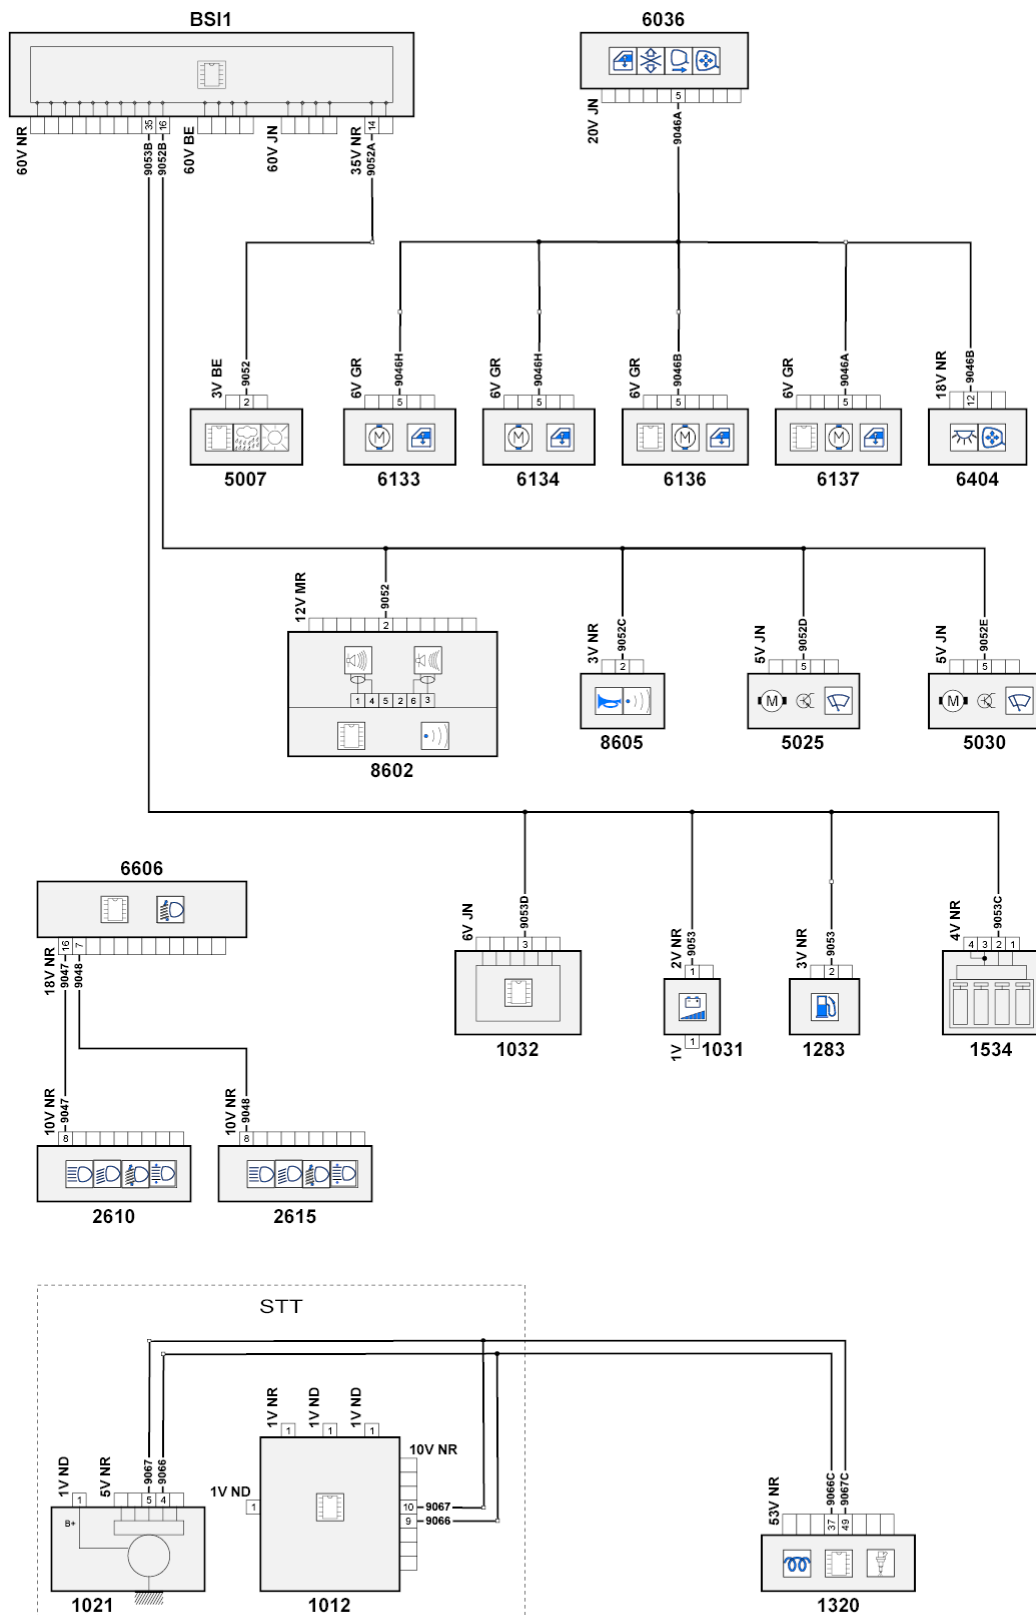 BSI1
6036
5
35
16
14
60V NR
9053B
9052B
60V BE
60V JN
35V NR
9052A
20V JN
9046A
3V BE
9052
2
5007
6V GR
9046H
5
6133
6V GR
9046H
5
M
6134
6V GR
9046B
5
M
6136
6V GR
9046A
5
M
6137
18V NR
9046B
12
6404
M
12V MR
9052
2
1 4 5 2 6 3
8602
3V NR
9052C
2
8605
5V JN
9052D
5
M
5025
5V JN
9052E
5
M
5030
6606
16 7
18V NR
9047
9048
6V JN
9053D
3
1032
2V NR
9053
1
1V
1
1031
3V NR
9053
2
1283
4V NR
9053C
4 3 2 1
1534
10V NR
9047
8
2610
10V NR
9048
8
2615
STT
1V NR
1
1V ND
1
1V ND
1
10V NR
10 9067
9 9066
1V ND
1
1012
1V ND
1
5V NR
9067
9066
5 4
B+
1021
53V NR
9066C
9067C
37 49
1320